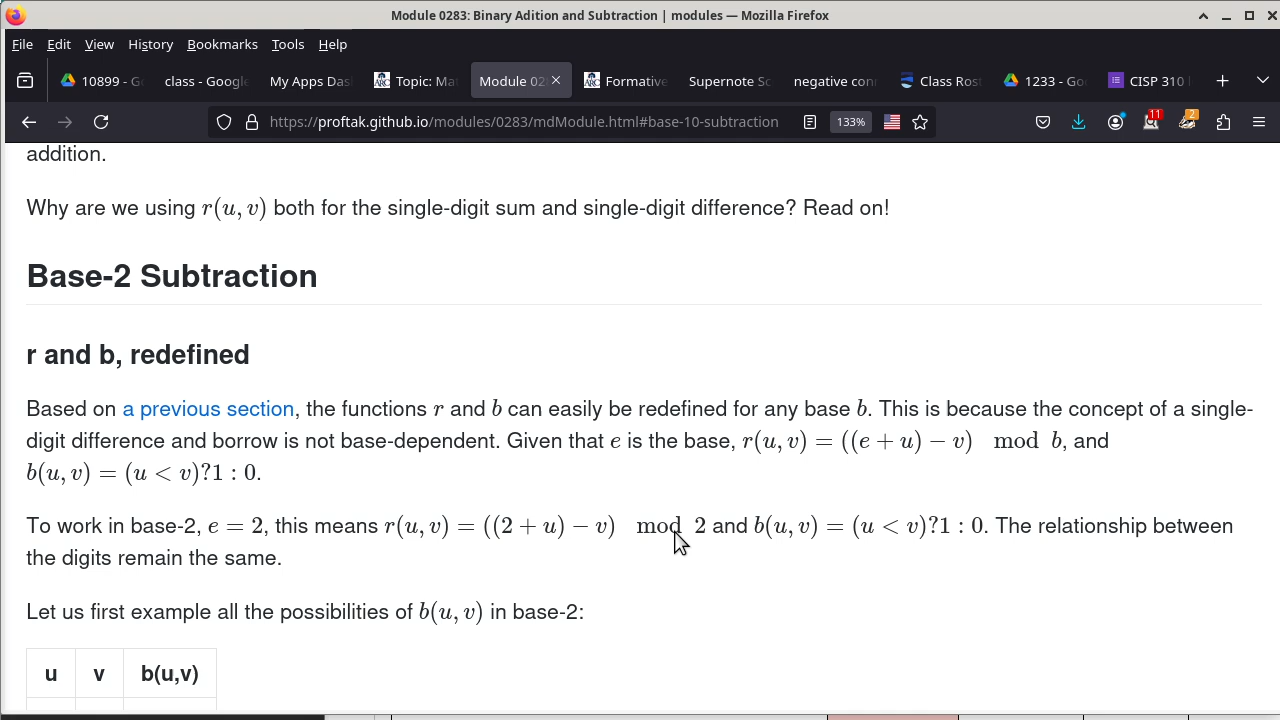 Module 0283: Binary Adition and Subtraction | modules — Mozilla Firefox
File Edit View History Bookmarks Tools Help
10899 - G class - Google My Apps Das Topic: Ma Module 02 Formative Supernote Sc negative con Class Ros 1233 - Go CISP 310
https://proftak.github.io/modules/0283/mdModule.html#base-10-subtraction 133% 11 2
addition.
Why are we using r(u, v) both for the single-digit sum and single-digit difference? Read on!
Base-2 Subtraction
r and b, redefined
Based on a previous section, the functions r and b can easily be redefined for any base b. This is because the concept of a single-
digit difference and borrow is not base-dependent. Given that e is the base, r(u, v) = ((e + u) − v) mod b, and
b(u, v) = (u < v)?1 : 0.
To work in base-2, e = 2, this means r(u, v) = ((2 + u) − v) mod 2 and b(u, v) = (u < v)?1 : 0. The relationship between
the digits remain the same.
Let us first example all the possibilities of b(u, v) in base-2:
u v b(u,v)